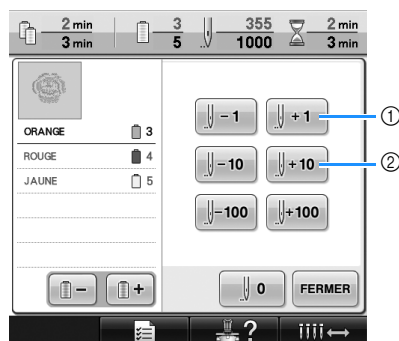 2 min 3 355 2 min
3 min 5 1000 3 min
-1 +1 ①
ORANGE 3
ROUGE 4 -10 +10 ②
JAUNE 5
-100 +100
- + 0 FERMER
?